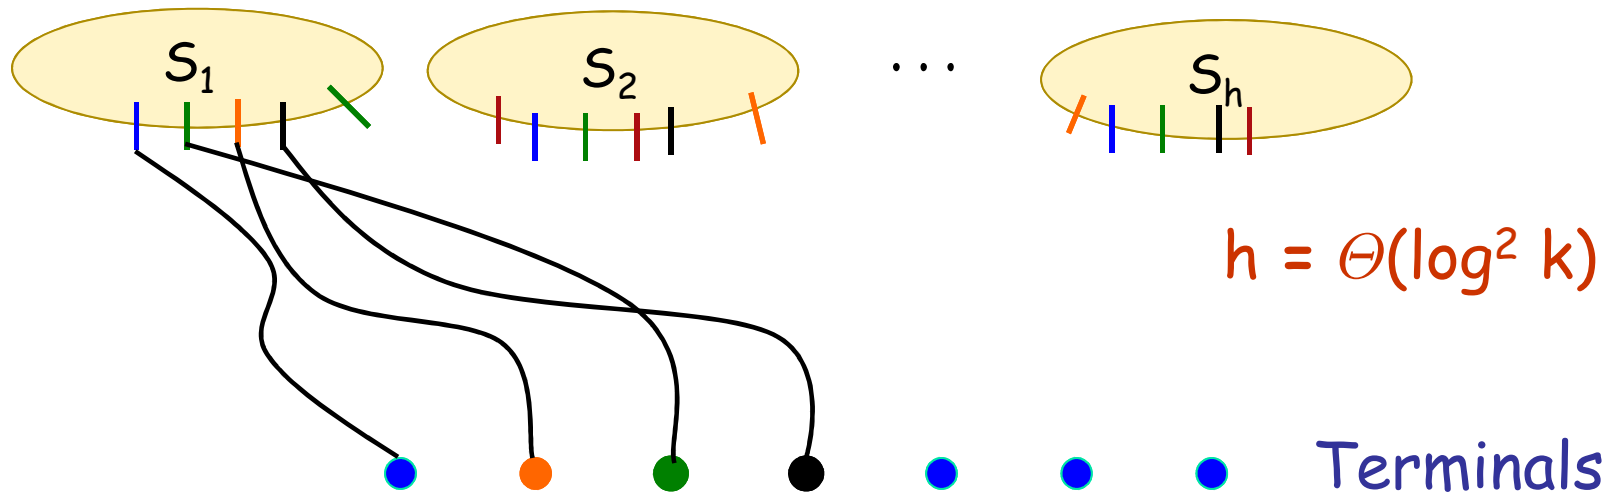 S₁ S₂ ... Sₕ
h = Θ(log² k)
Terminals